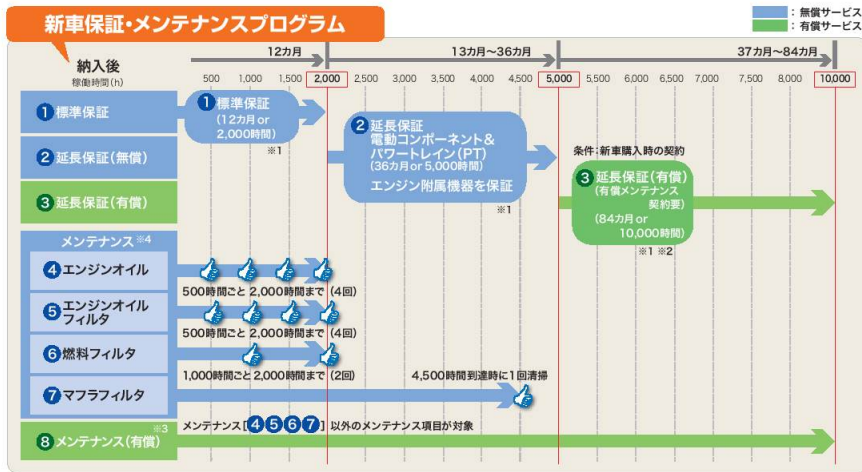 新車保証・メンテナンスプログラム
：無償サービス
：有償サービス
納入後
稼働時間(h)
12カ月
13カ月～36カ月
37カ月～84カ月
500 1,000 1,500 2,000 2,500 3,000 3,500 4,000 4,500 5,000 5,500 6,500 6,500 7,000 7,500 8,000 10,000
1 標準保証
1 標準保証
(12カ月or
2,000時間)
※1
2 延長保証(無償)
2 延長保証
電動コンポーネント&
パワートレイン(PT)
(36カ月or 5,000時間)
エンジン附属機器を保証
※1
3 延長保証(有償)
条件：新車購入時の契約
3 延長保証(有償)
(有償メンテナンス
契約要)
(84カ月or
10,000時間)
※1 ※2
メンテナンス※4
4 エンジンオイル
500時間ごと 2,000時間まで (4回)
5 エンジンオイル
フィルタ
500時間ごと 2,000時間まで (4回)
6 燃料フィルタ
1,000時間ごと2,000時間まで (2回)
7 マフラフィルタ
4,500時間到達時に1回清掃
8 メンテナンス(有償)
※3
メンテナンス[4 5 6 7] 以外のメンテナンス項目が対象